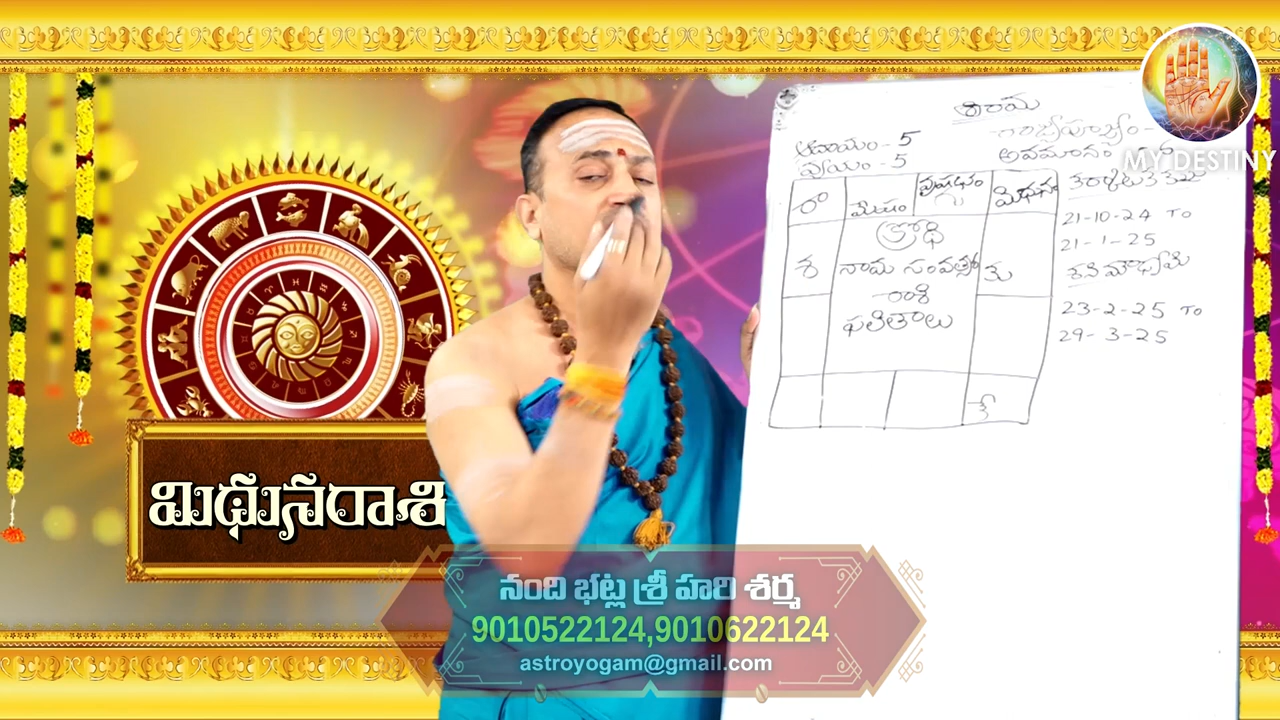 MY DESTINY
శ్రీరామ
ఆదాయం - 5
వ్యయం - 5
అవమానం
రా
మేషం
వృషభం
మిథున
క్రోధి
శ
నామ సంవత్స
కు
రాశి
ఫలితాలు
కే
21-10-24 TO
21-1-25
23-2-25 TO
29-3-25
మిథునరాశి
నంది భట్ల శ్రీ హరి శర్మ
9010522124,9010622124
astroyogam@gmail.com